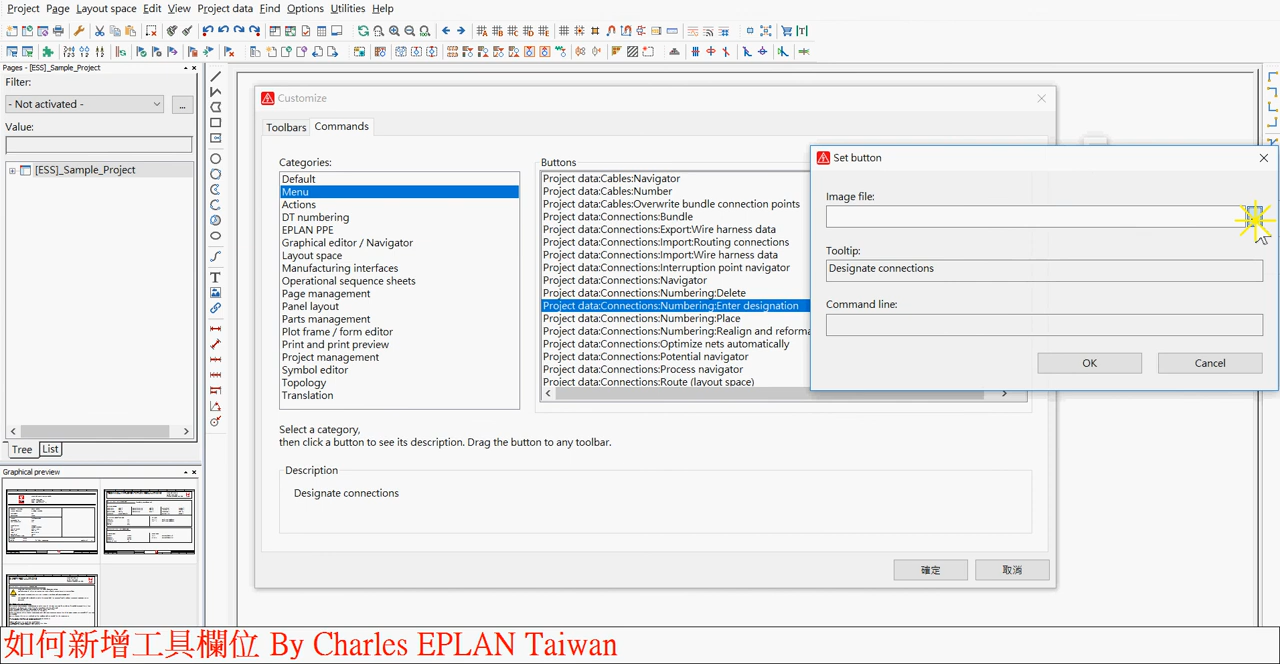 Project Page Layout space Edit View Project data Find Options Utilities Help
Pages - [ESS]_Sample_Project
Filter:
- Not activated -
...
Value:
[ESS]_Sample_Project
Tree List
Graphical preview
Customize
Toolbars Commands
Categories:
Default
Menu
Actions
DT numbering
EPLAN PPE
Graphical editor / Navigator
Layout space
Manufacturing interfaces
Operational sequence sheets
Page management
Panel layout
Parts management
Plot frame / form editor
Print and print preview
Project management
Symbol editor
Topology
Translation
Buttons
Project data:Cables:Navigator
Project data:Cables:Number
Project data:Cables:Overwrite bundle connection points
Project data:Connections:Bundle
Project data:Connections:Export:Wire harness data
Project data:Connections:Import:Routing connections
Project data:Connections:Import:Wire harness data
Project data:Connections:Interruption point navigator
Project data:Connections:Navigator
Project data:Connections:Numbering:Delete
Project data:Connections:Numbering:Enter designation
Project data:Connections:Numbering:Place
Project data:Connections:Numbering:Realign and reforma
Project data:Connections:Optimize nets automatically
Project data:Connections:Potential navigator
Project data:Connections:Process navigator
Project data:Connections:Route (layout space)
Select a category,
then click a button to see its description. Drag the button to any toolbar.
Description
Designate connections
確定 取消
Set button
Image file:
Tooltip:
Designate connections
Command line:
OK Cancel
如何新增工具欄位 By Charles EPLAN Taiwan